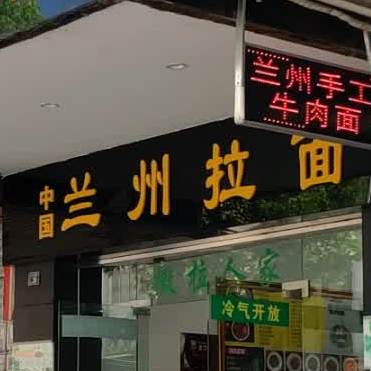 兰州手工
牛肉面
中国
兰州拉面
冷气开放